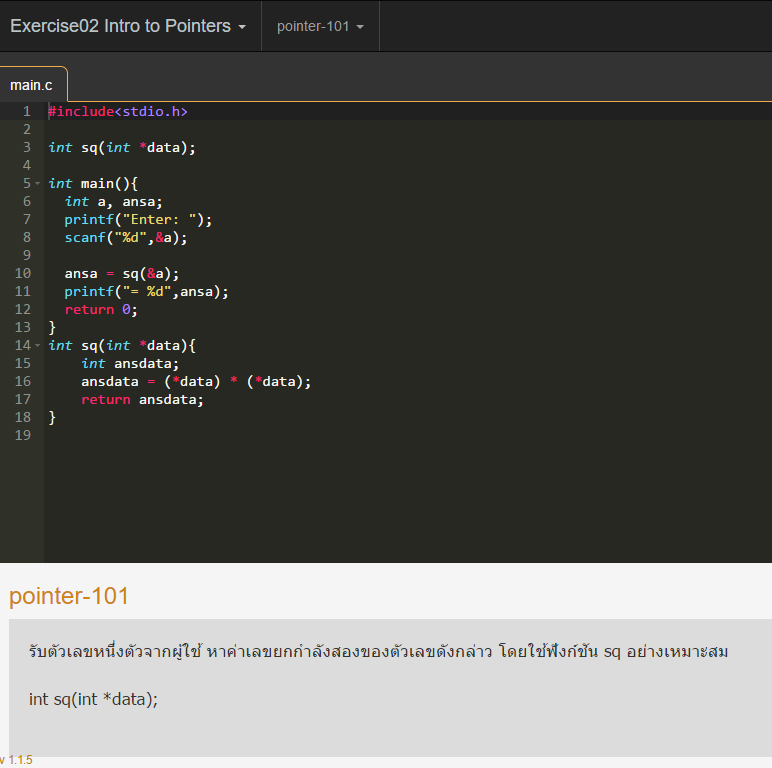 Exercise02 Intro to Pointers pointer-101
main.c
1 #include<stdio.h>
2
3 int sq(int *data);
4
5 int main(){
6 int a, ansa;
7 printf("Enter: ");
8 scanf("%d",&a);
9
10 ansa = sq(&a);
11 printf("= %d",ansa);
12 return 0;
13 }
14 int sq(int *data){
15 int ansdata;
16 ansdata = (*data) * (*data);
17 return ansdata;
18 }
19
pointer-101
รับตัวเลขหนึ่งตัวจากผู้ใช้ หาค่าเลขยกกำลังสองของตัวเลขดังกล่าว โดยใช้ฟังก์ชัน sq อย่างเหมาะสม
int sq(int *data);
v 1.1.5